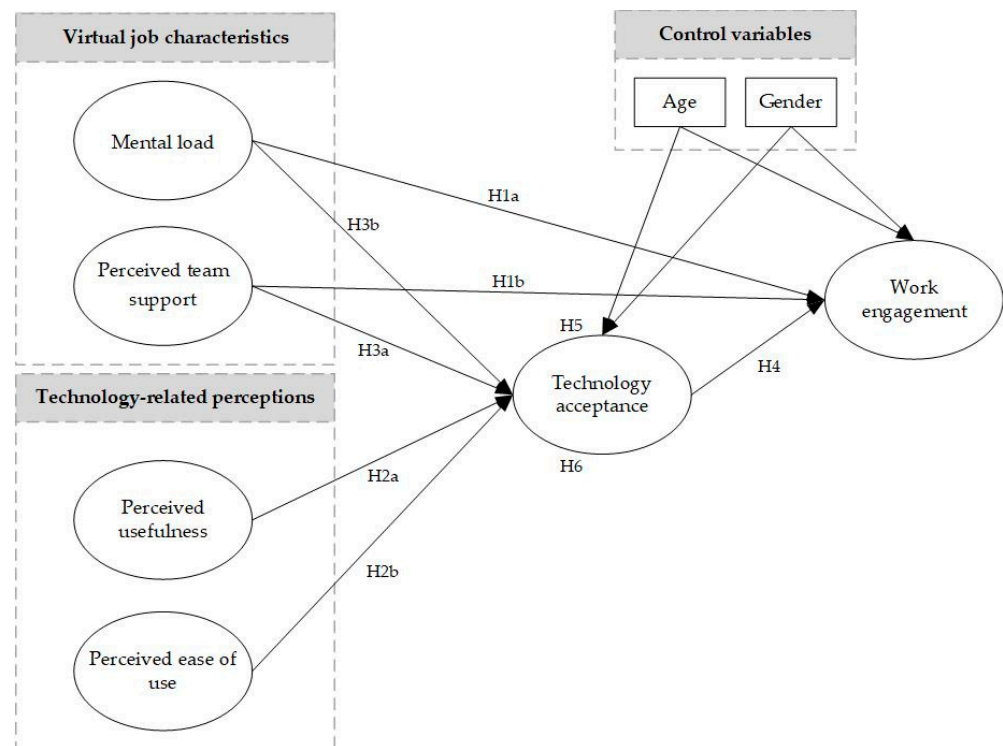 Virtual job characteristics
Control variables
Mental load
Age
Gender
H1a
H3b
Perceived team
support
H1b
Work
engagement
H3a
H5
Technology
acceptance
H4
H6
Technology-related perceptions
Perceived
usefulness
H2a
H2b
Perceived ease of
use